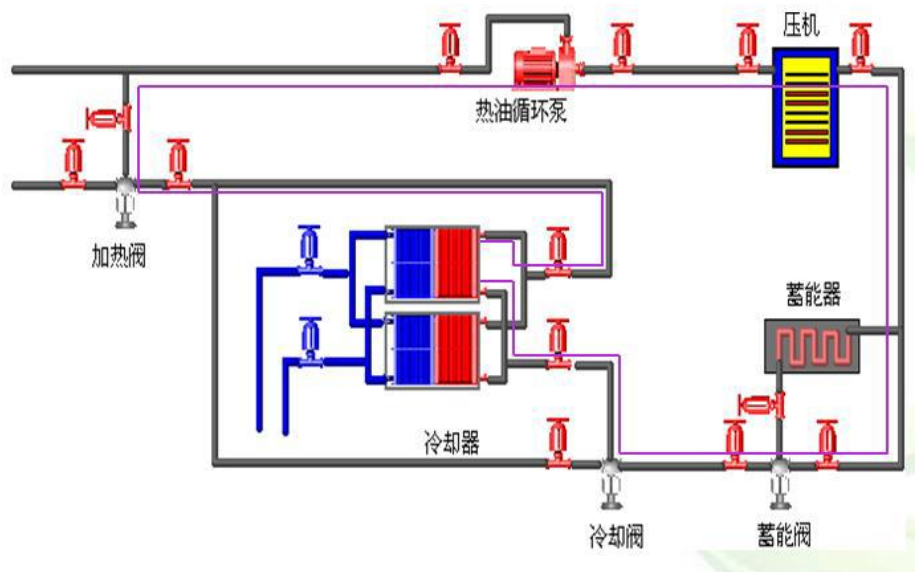 压机
热油循环泵
加热阀
蓄能器
冷却器
冷却阀
蓄能阀